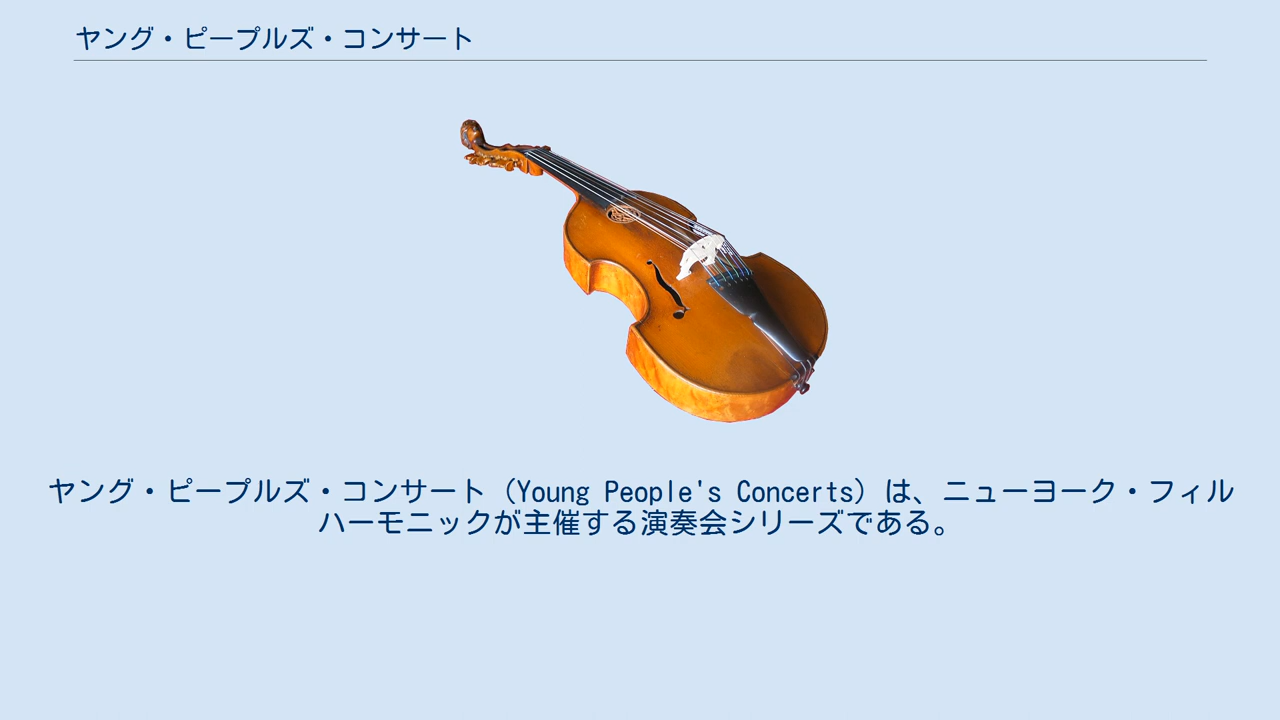 ヤング・ピープルズ・コンサート
ヤング・ピープルズ・コンサート（Young People's Concerts）は、ニューヨーク・フィル
ハーモニックが主催する演奏会シリーズである。